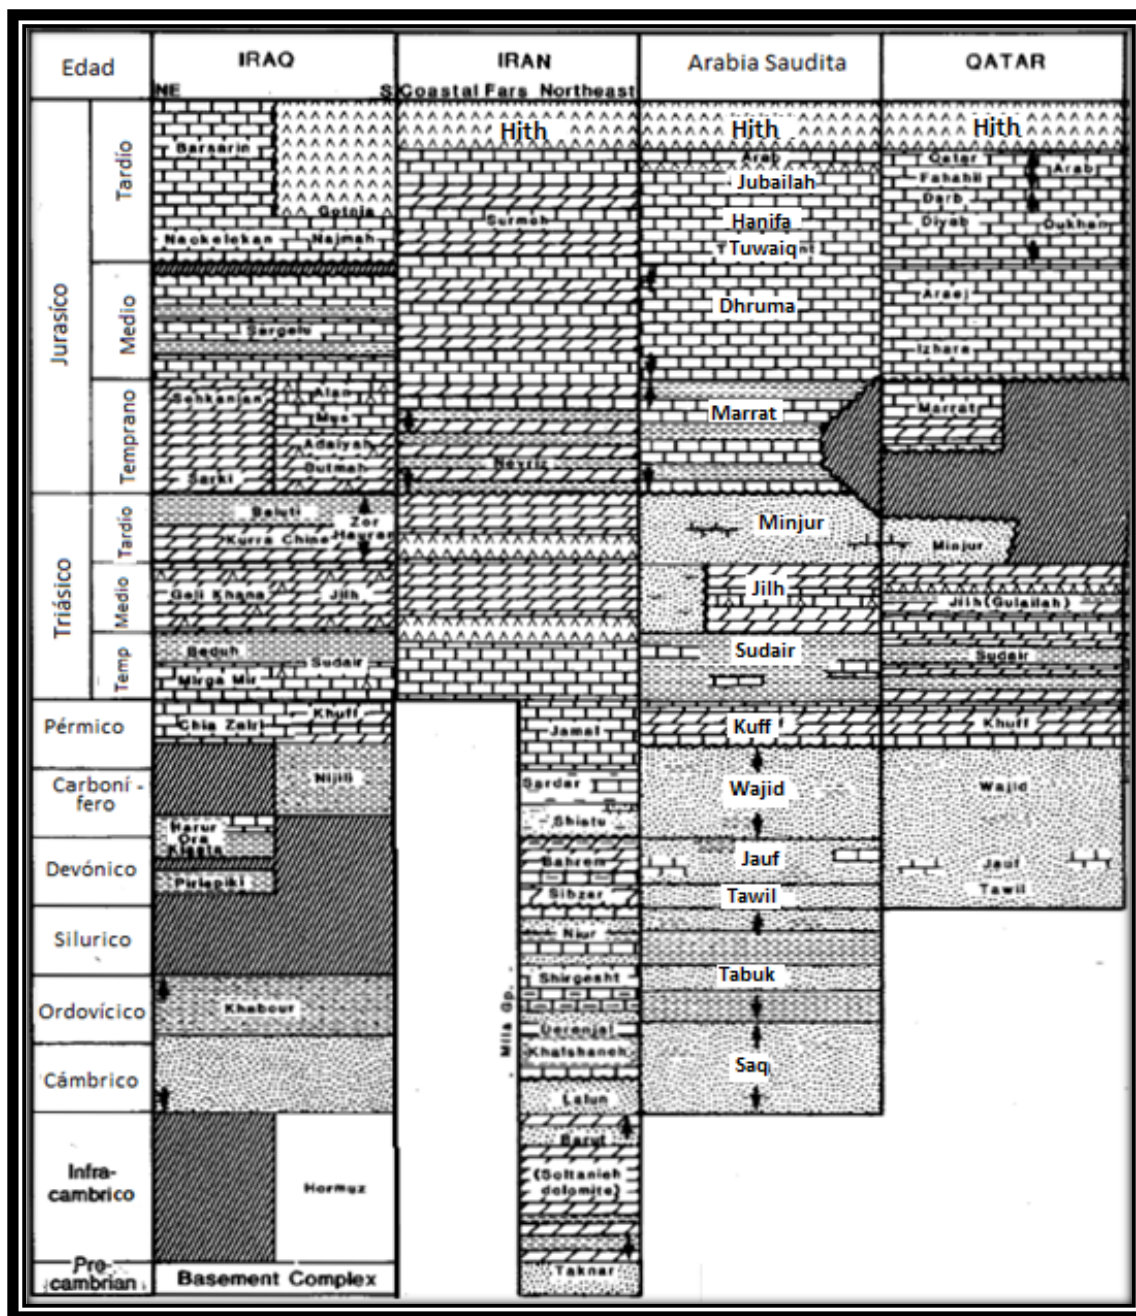 Edad
IRAQ
IRAN
Arabia Saudita
QATAR
NE
S
Coastal Fars Northeast
Jurasíco
Tardío
Medio
Temprano
Triásico
Tardio
Medio
Temp
Pérmico
Carboní -
fero
Devónico
Silurico
Ordovícico
Cámbrico
Infra-
cambrico
Pre-
cambrian
Barsarin
Gotnia
Naokelekan
Najmah
Sargelu
Sehkanian
Alan
Mus
Adaiyah
Butmah
Sarki
Baluti
Zor
Hauran
Kurra Chine
Geli Khana
Jilh
Beduh
Sudair
Mirga Mir
Khuff
Chia Zairi
Nijili
Harur
Ora
Pirispiki
Khabour
Hormuz
Basement Complex
Hith
Surmeh
Neyriz
Jamal
Sardar
Shishtu
Bahram
Sibzar
Niur
Shirgesht
Mila Gp.
Derenjal
Lalun
Barut
(Soltanieh
dolomite)
Taknar
Hith
Arab
Jubailah
Hanifa
Tuwaiq
Dhruma
Marrat
Minjur
Jilh
Sudair
Kuff
Wajid
Jauf
Tawil
Tabuk
Saq
Hith
Qatar
Arab
Fahahil
Darb
Diyab
Dukhan
Araej
Izhara
Marrat
Minjur
Jilh(Gulailah)
Sudair
Khuff
Wajid
Jauf
Tawil